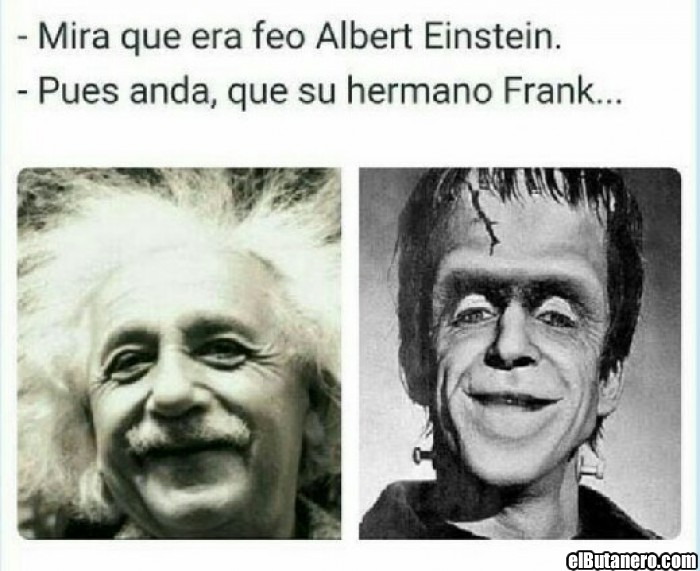 - Mira que era feo Albert Einstein.
- Pues anda, que su hermano Frank...
elButanero.com